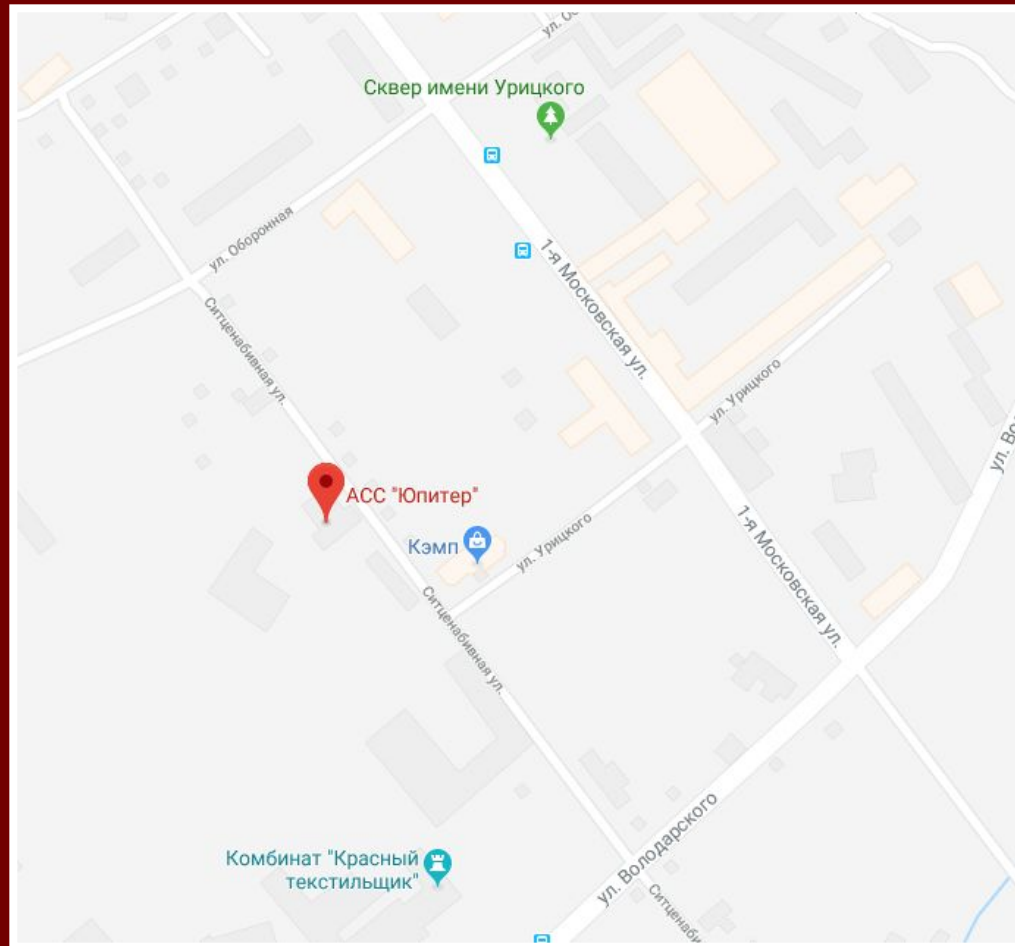 ул. Об
Сквер имени Урицкого
ул. Оборонная
1-я Московская ул.
Ситценабивная ул.
ул. Урицкого
ул. Во
АСС "Юпитер"
1-я Московская ул.
ул. Урицкого
Кэмп
Ситценабивная ул.
ул. Володарского
Комбинат "Красный
текстильщик"
Ситценаби